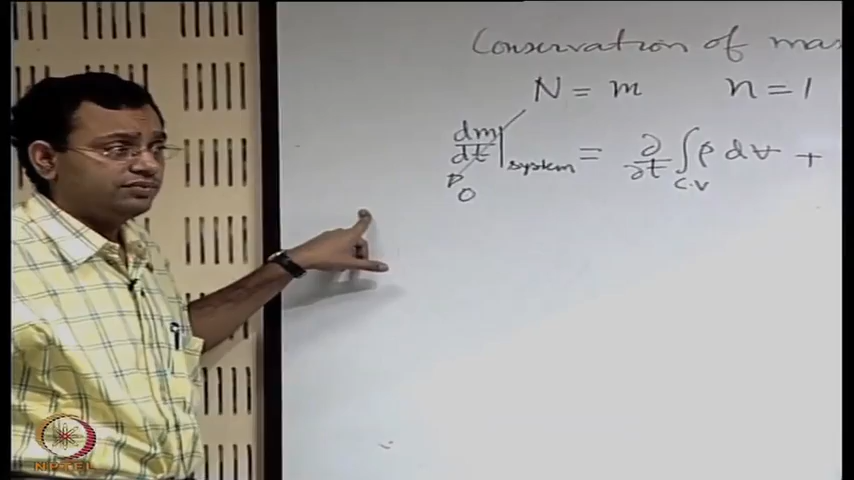 Conservation of mas
N = m n = 1
dm/dt|system = ∂/∂t ∫C.V ρ d∀ +
0
NPTEL